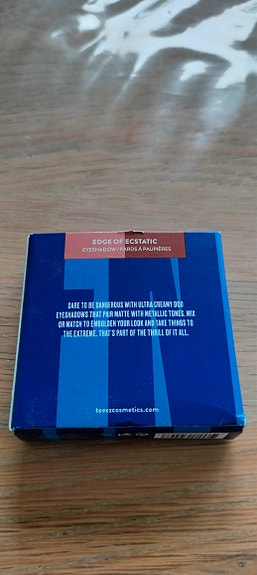 EDGE OF ECSTATIC
EYESHADOW / FARDS À PAUPIÈRES
DARE TO BE DANGEROUS WITH ULTRA CREAMY DUO
EYESHADOWS THAT PAIR MATTE WITH METALLIC TONES. MIX
OR MATCH TO EMBOLDEN YOUR LOOK AND TAKE THINGS TO
THE EXTREME. THAT'S PART OF THE THRILL OF IT ALL.
teeezcosmetics.com